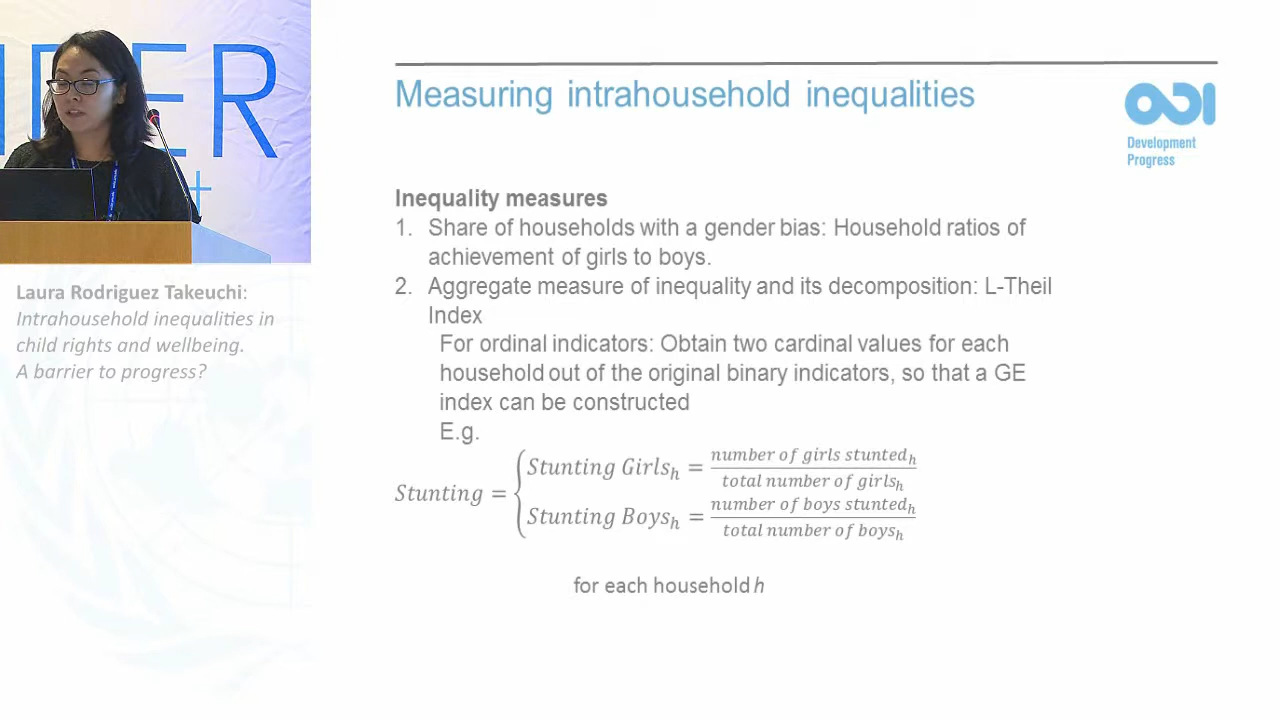 DER
Measuring intrahousehold inequalities
ODI
Development
Progress
Inequality measures
1. Share of households with a gender bias: Household ratios of
achievement of girls to boys.
2. Aggregate measure of inequality and its decomposition: L-Theil
Index
For ordinal indicators: Obtain two cardinal values for each
household out of the original binary indicators, so that a GE
index can be constructed
E.g.
Stunting = { Stunting Girls_h = number of girls stunted_h / total number of girls_h
Stunting Boys_h = number of boys stunted_h / total number of boys_h
for each household h
Laura Rodriguez Takeuchi:
Intrahousehold inequalities in
child rights and wellbeing.
A barrier to progress?